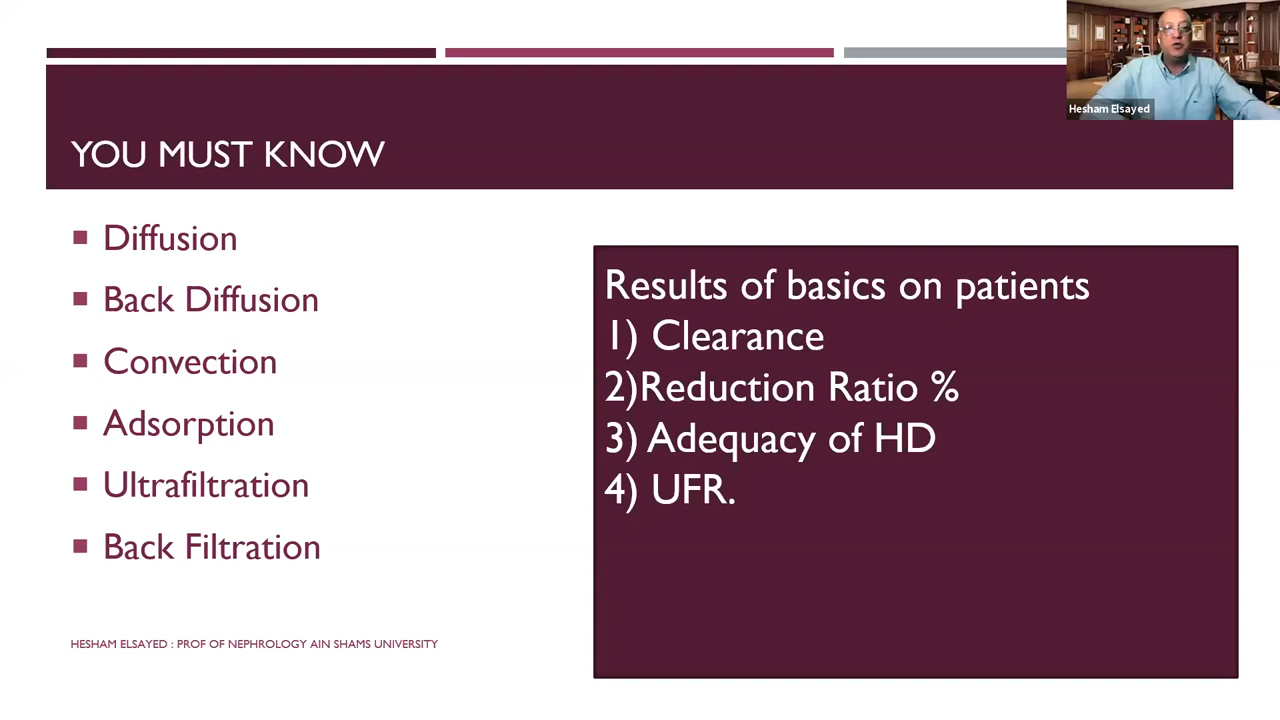 Hesham Elsayed
YOU MUST KNOW
Diffusion
Back Diffusion
Convection
Adsorption
Ultrafiltration
Back Filtration
Results of basics on patients
1) Clearance
2)Reduction Ratio %
3) Adequacy of HD
4) UFR.
HESHAM ELSAYED : PROF OF NEPHROLOGY AIN SHAMS UNIVERSITY